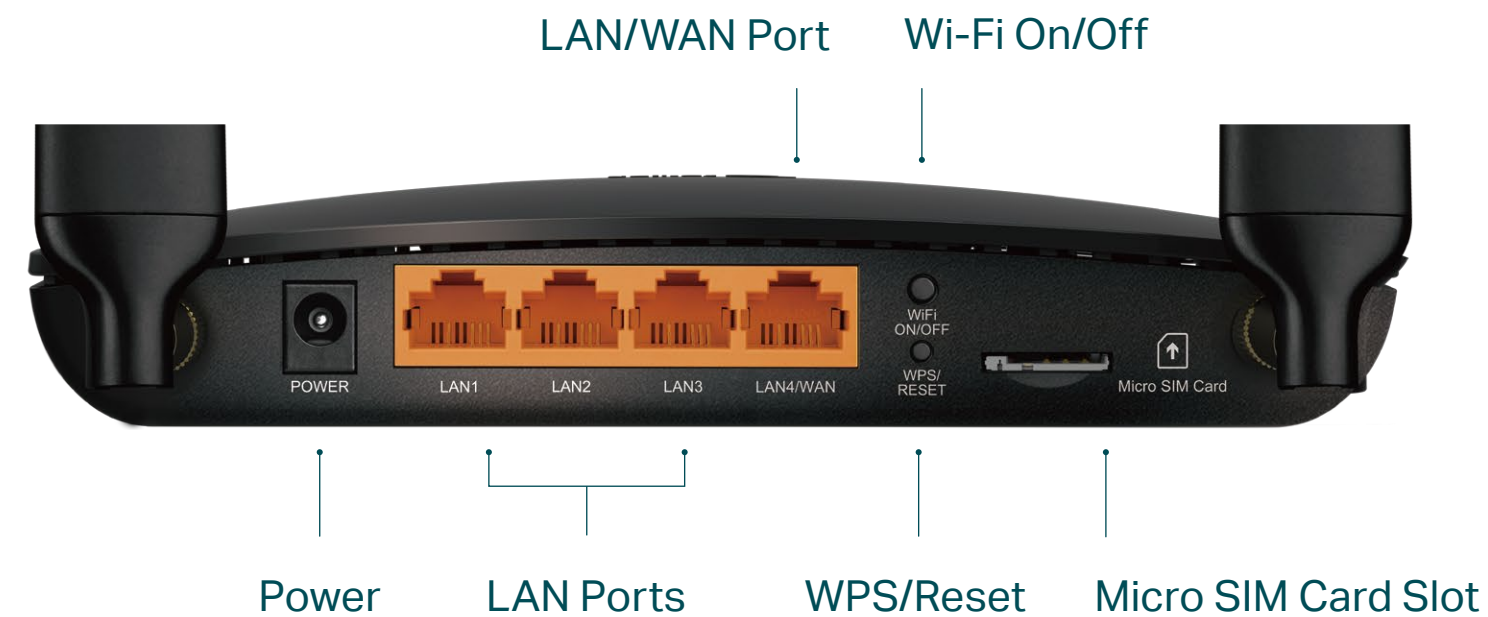 LAN/WAN Port
Wi-Fi On/Off
POWER
LAN1
LAN2
LAN3
LAN4/WAN
WiFi
ON/OFF
WPS/
RESET
Micro SIM Card
Power
LAN Ports
WPS/Reset
Micro SIM Card Slot